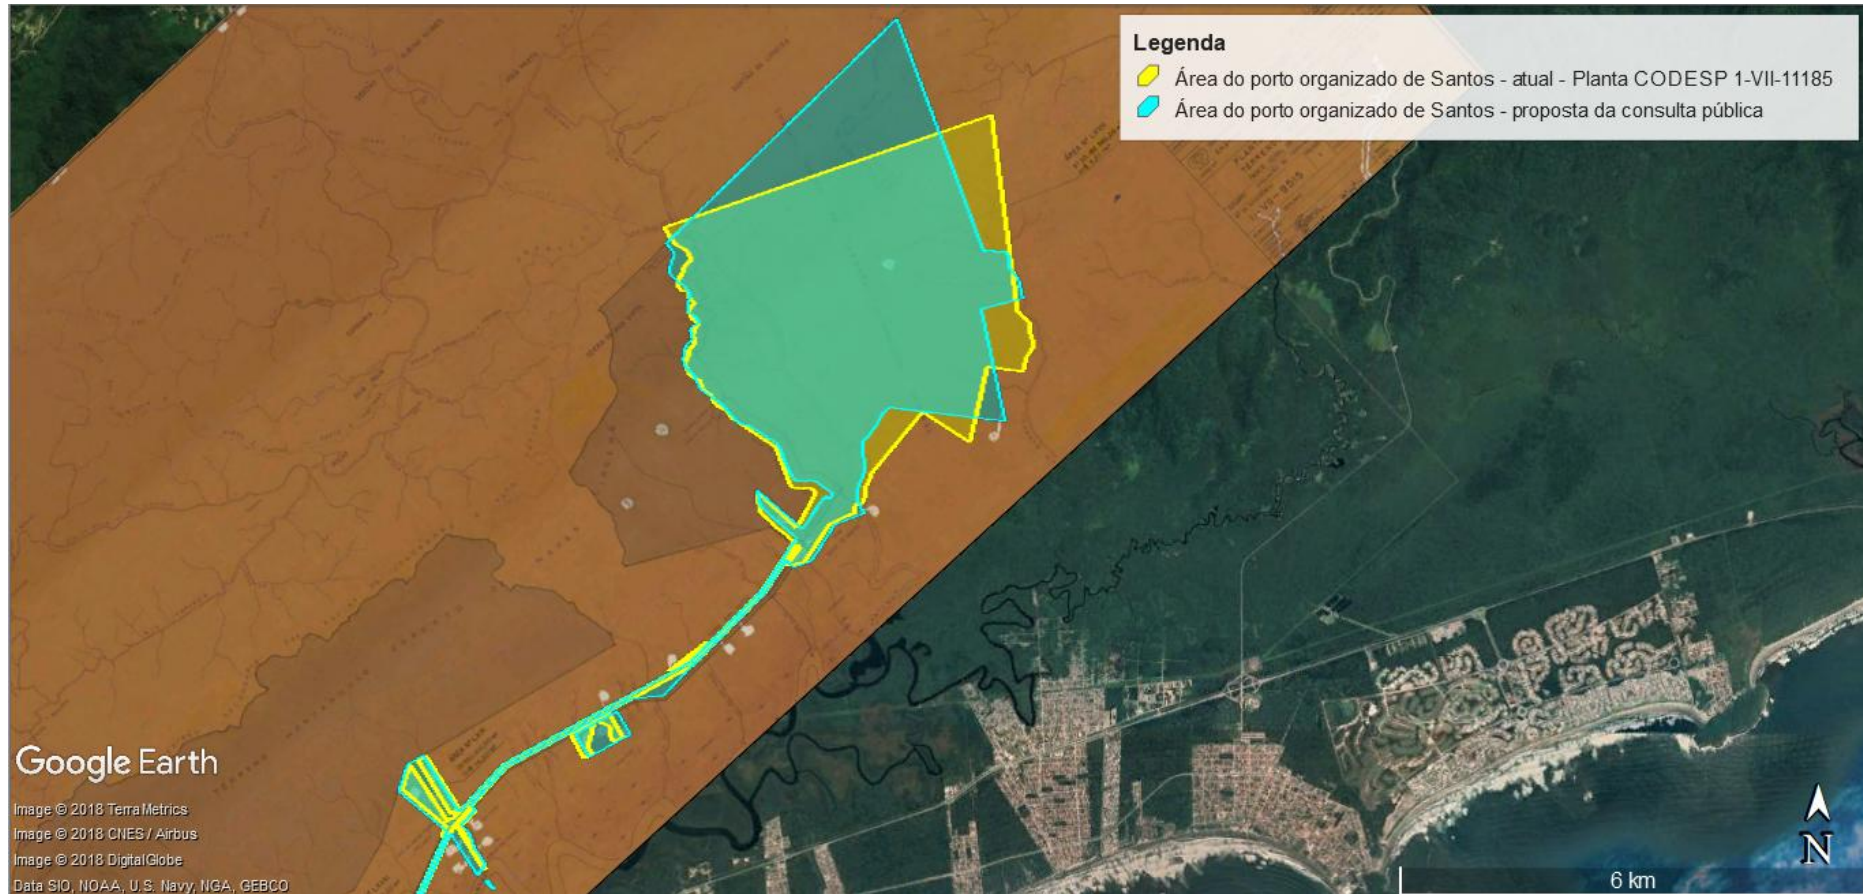 Legenda
Área do porto organizado de Santos - atual - Planta CODESP 1-VII-11185
Área do porto organizado de Santos - proposta da consulta pública
Google Earth
Image © 2018 TerraMetrics
Image © 2018 CNES / Airbus
Image © 2018 DigitalGlobe
Data SIO, NOAA, U.S. Navy, NGA, GEBCO
N
6 km